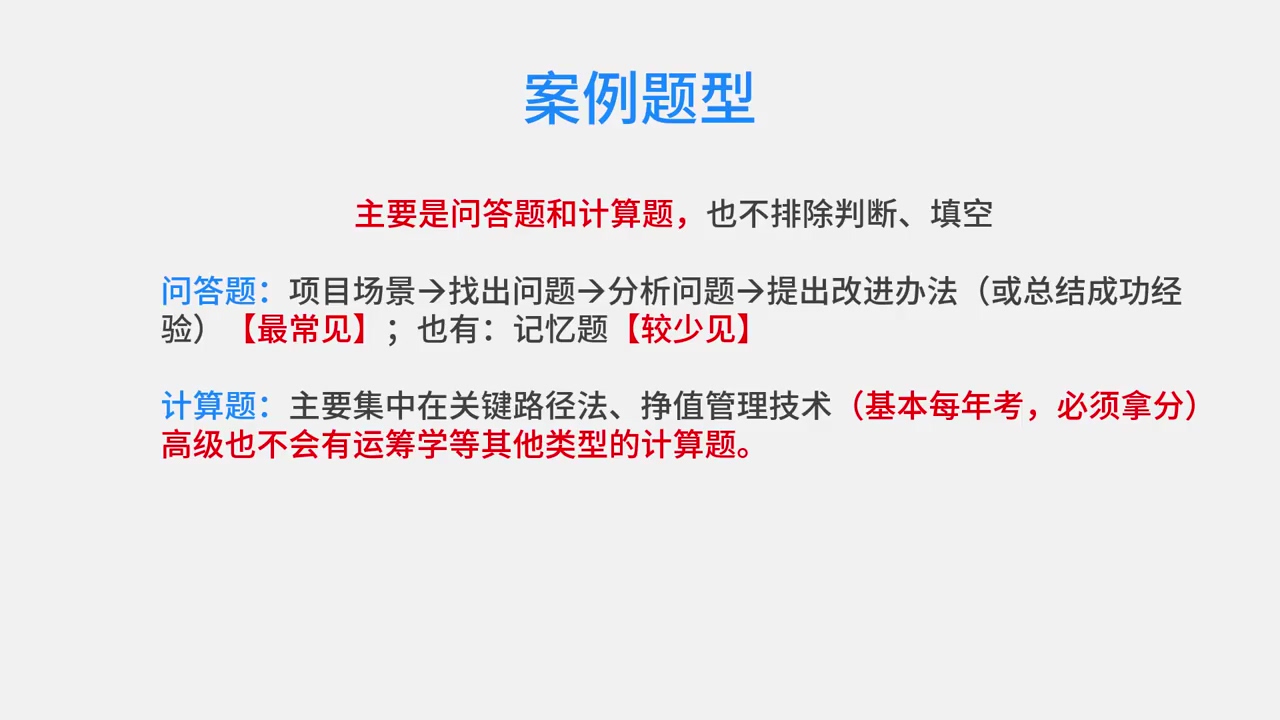 案例题型
主要是问答题和计算题，也不排除判断、填空
问答题：项目场景→找出问题→分析问题→提出改进办法（或总结成功经
验）【最常见】；也有：记忆题【较少见】
计算题：主要集中在关键路径法、挣值管理技术（基本每年考，必须拿分）
高级也不会有运筹学等其他类型的计算题。